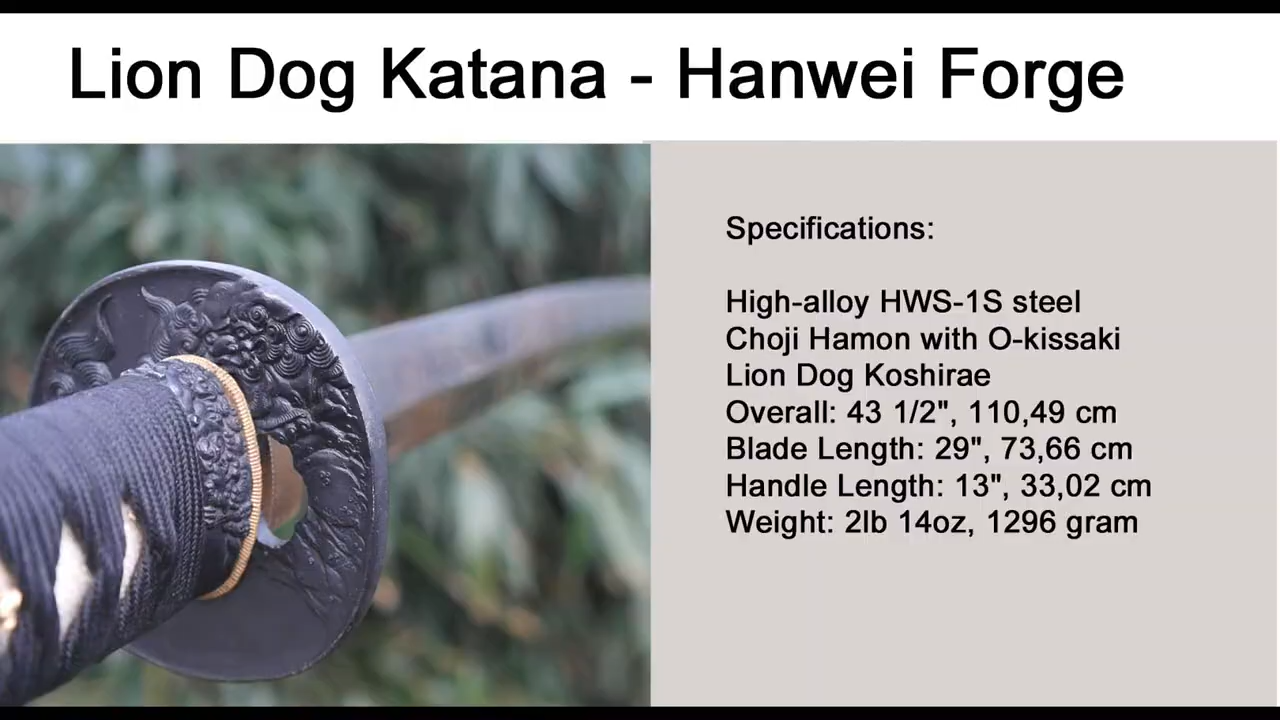 Lion Dog Katana - Hanwei Forge
Specifications:
High-alloy HWS-1S steel
Choji Hamon with O-kissaki
Lion Dog Koshirae
Overall: 43 1/2", 110,49 cm
Blade Length: 29", 73,66 cm
Handle Length: 13", 33,02 cm
Weight: 2lb 14oz, 1296 gram